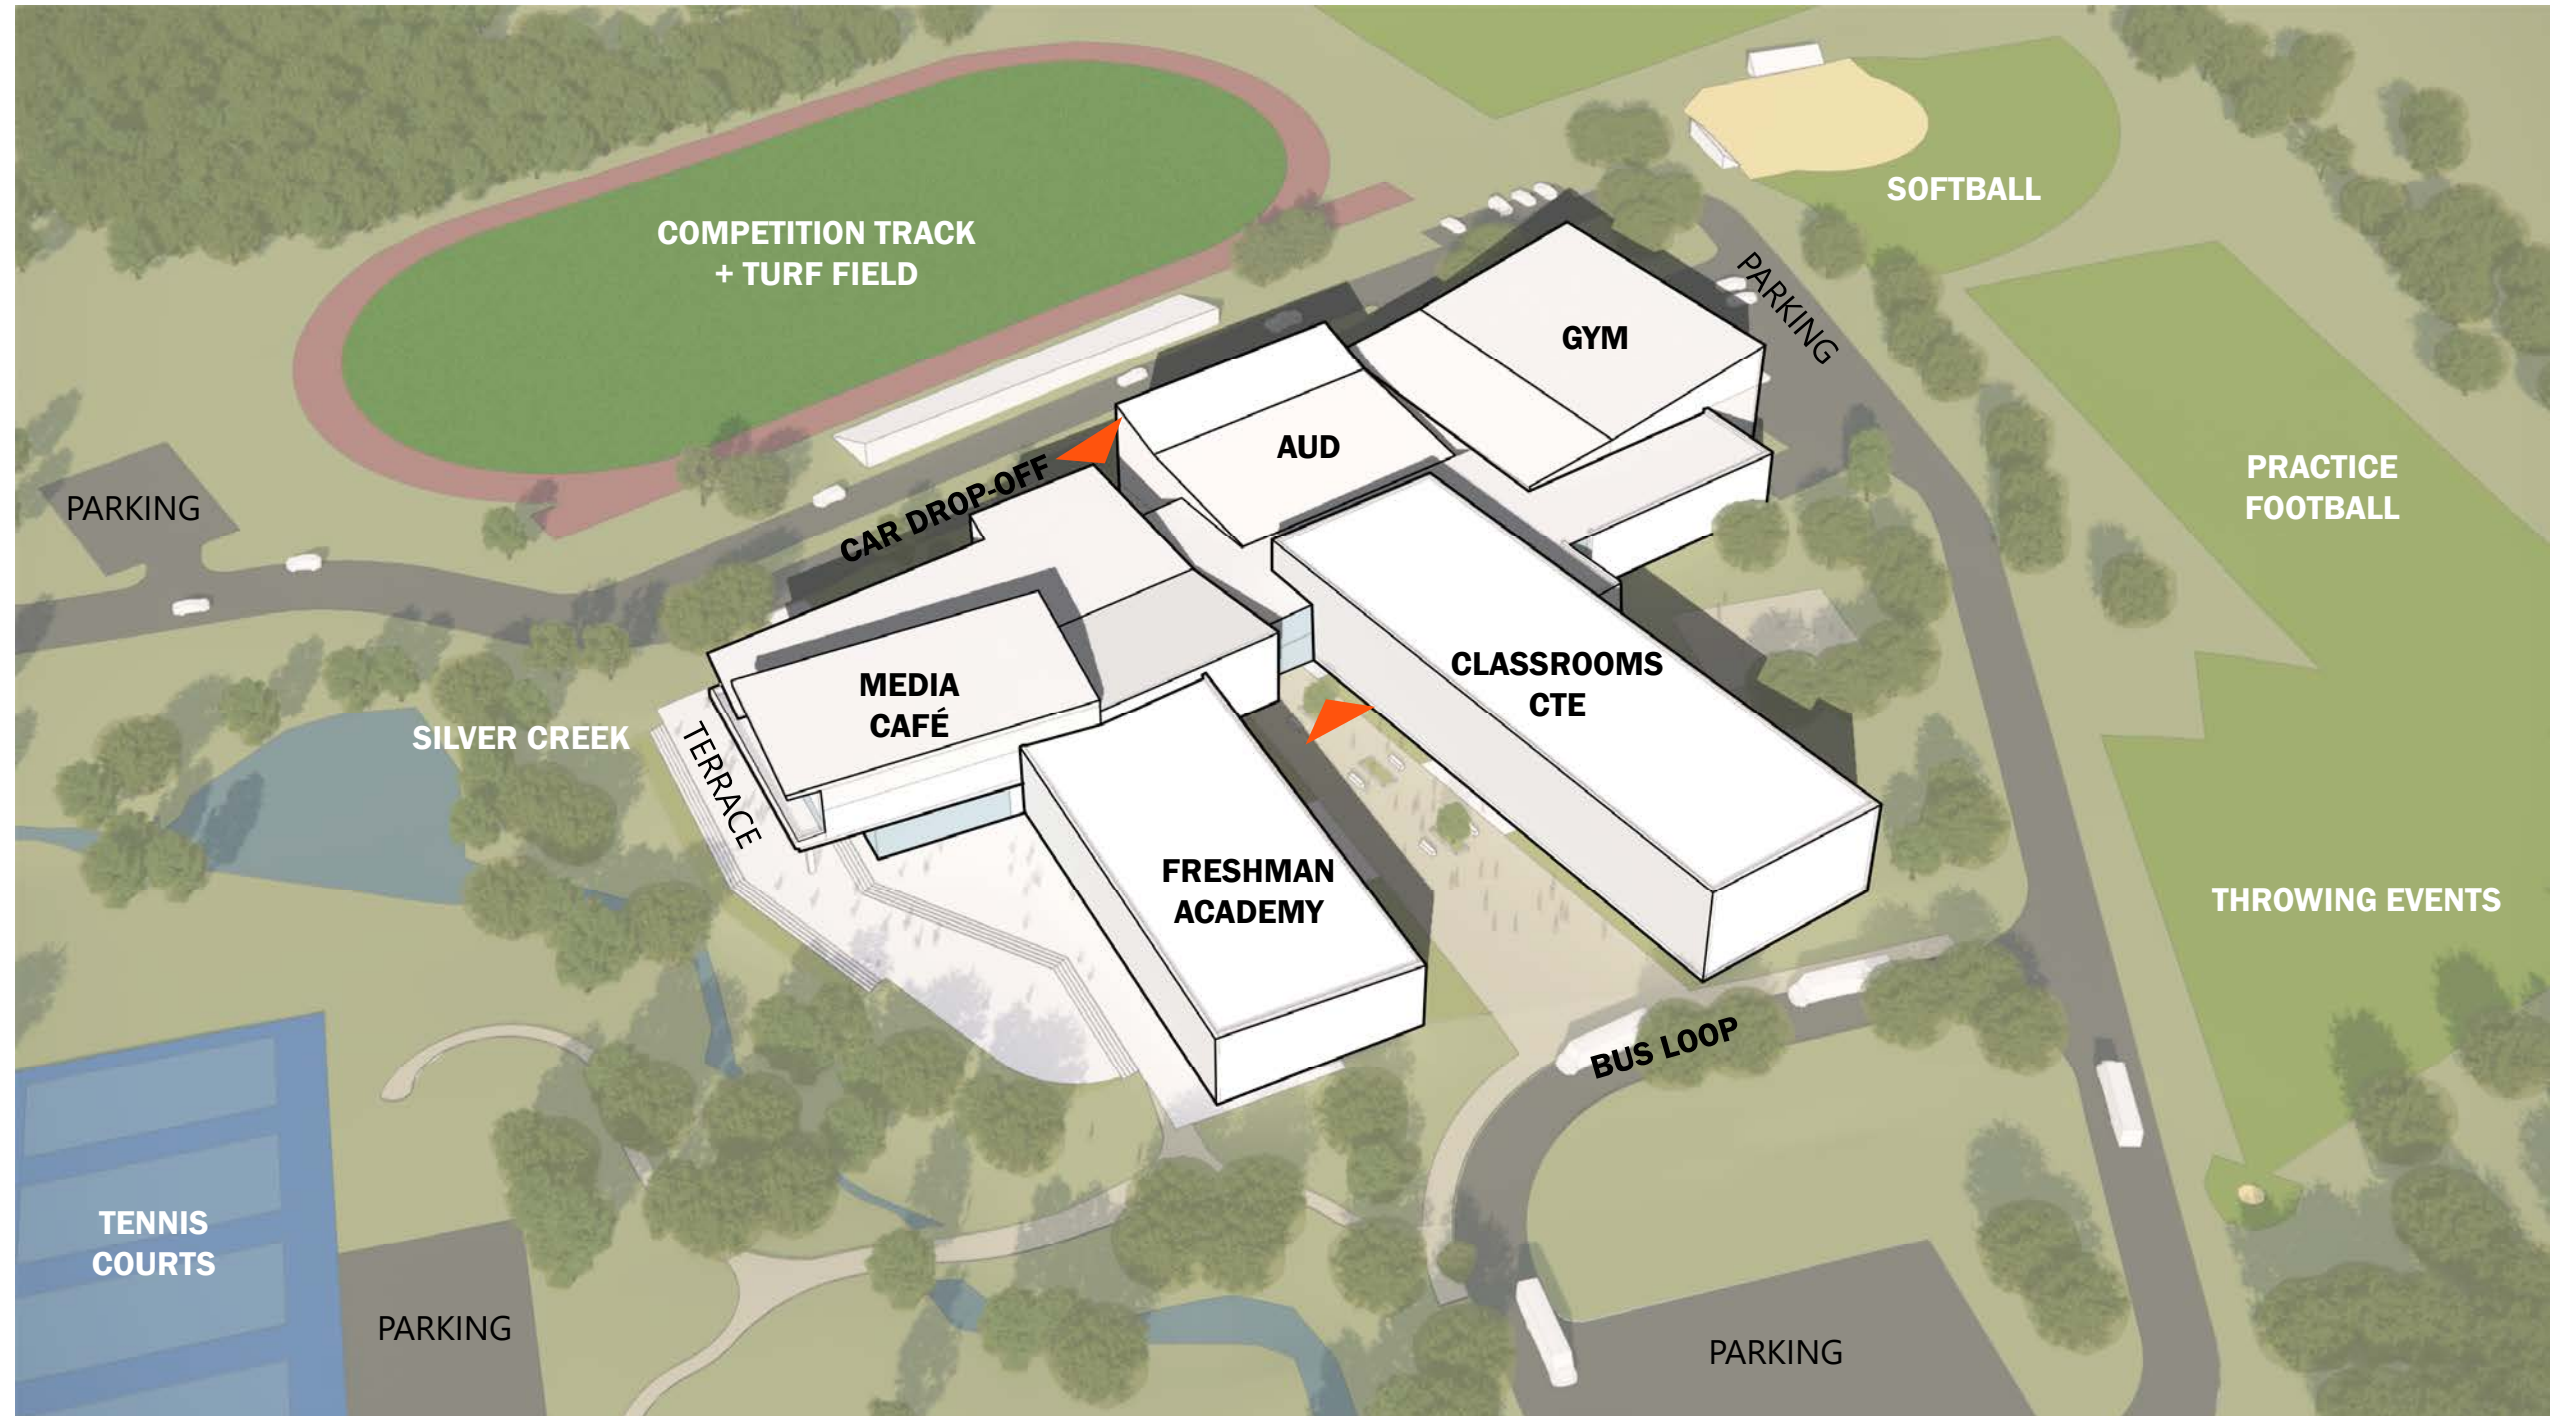 SOFTBALL
COMPETITION TRACK
+ TURF FIELD
PARKING
GYM
AUD
PRACTICE
FOOTBALL
CAR DROP-OFF
PARKING
CLASSROOMS
CTE
MEDIA
CAFÉ
SILVER CREEK
TERRACE
FRESHMAN
ACADEMY
THROWING EVENTS
BUS LOOP
TENNIS
COURTS
PARKING
PARKING